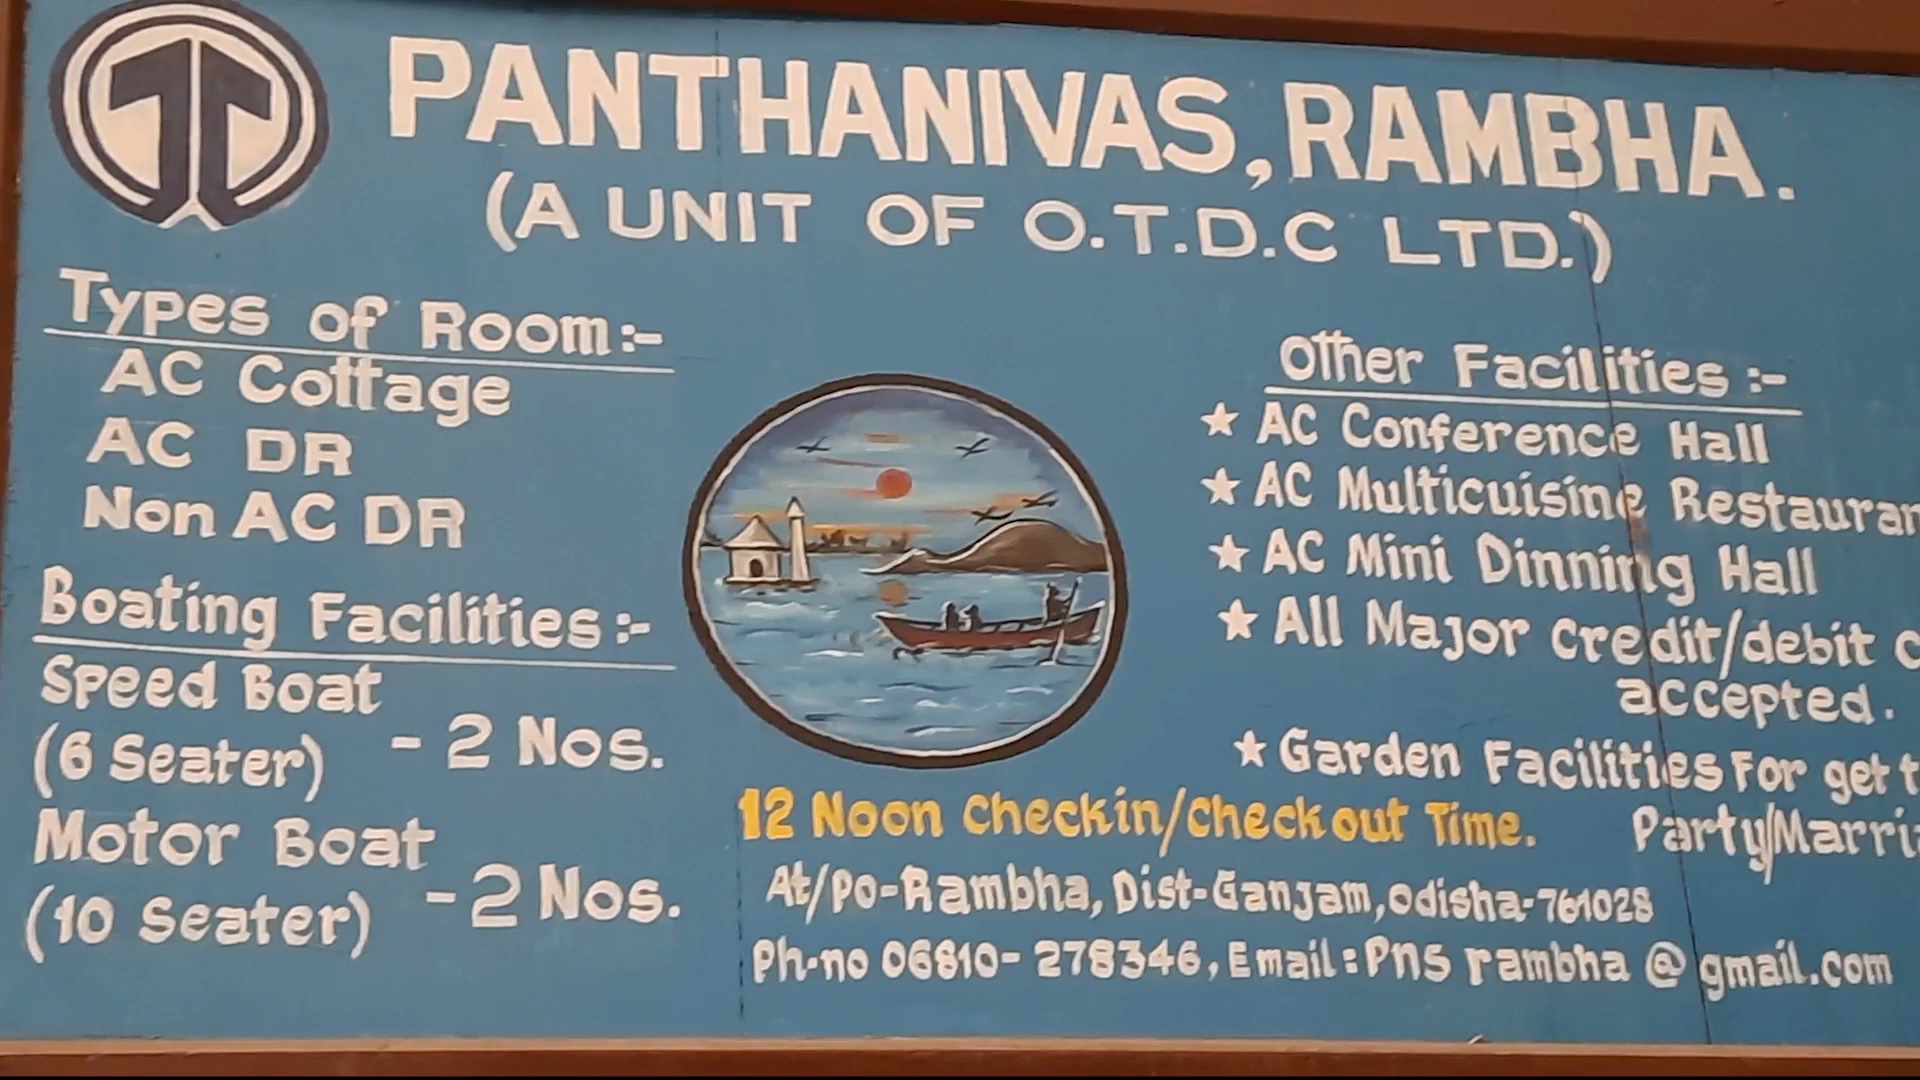 PANTHANIVAS, RAMBHA.
(A UNIT OF O.T.D.C LTD.)
Types of Room:-
AC Cottage
AC DR
Non AC DR
Boating Facilities:-
Speed Boat
(6 Seater) - 2 Nos.
Motor Boat
(10 Seater) - 2 Nos.
Other Facilities:-
★ AC Conference Hall
★ AC Multicuisine
★ AC Mini Dinning Hall
★ All Major credit/debit
accepted.
★ Garden Facilities For get
Party/
12 Noon Checkin/check out Time.
At/Po-Rambha, Dist-Ganjam, odisha-761028
Ph-no 06810-278346, Email: Pns rambha @ gmail.com